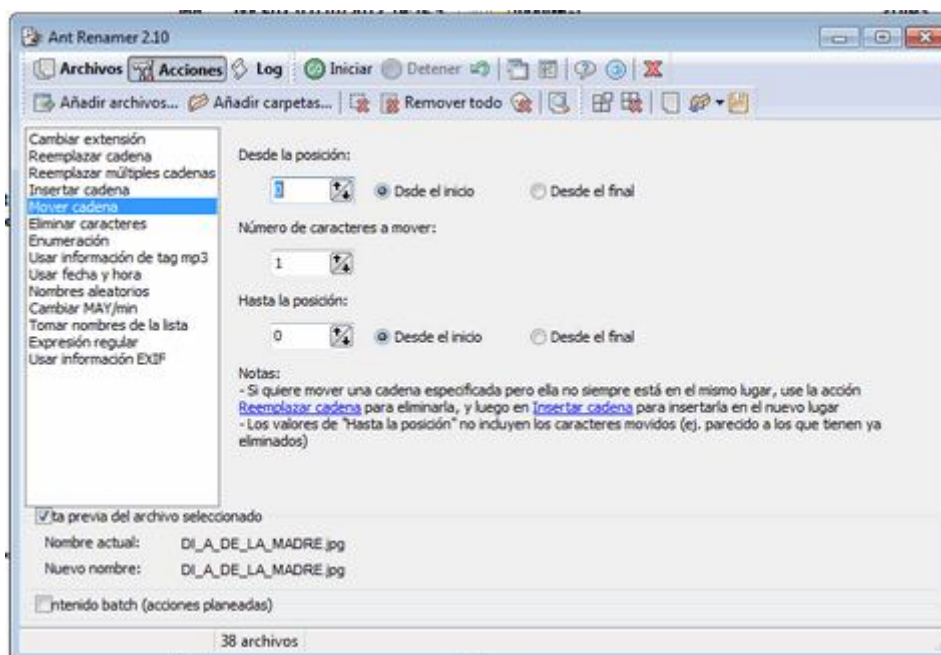 Ant Renamer 2.10
Archivos Acciones Log Iniciar Detener
Añadir archivos... Añadir carpetas... Remover todo
Cambiar extensión
Reemplazar cadena
Reemplazar múltiples cadenas
Insertar cadena
Mover cadena
Eliminar caracteres
Enumeración
Usar información de tag mp3
Usar fecha y hora
Nombres aleatorios
Cambiar MAY/min
Tomar nombres de la lista
Expresión regular
Usar información EXIF
Desde la posición:
0 Dsde el inicio Desde el final
Número de caracteres a mover:
1
Hasta la posición:
0 Desde el inicio Desde el final
Notas:
- Si quiere mover una cadena especificada pero ella no siempre está en el mismo lugar, use la acción
Reemplazar cadena para eliminarla, y luego en Insertar cadena para insertarla en el nuevo lugar
- Los valores de "Hasta la posición" no incluyen los caracteres movidos (ej. parecido a los que tienen ya
eliminados)
ta previa del archivo seleccionado
Nombre actual: DI_A_DE_LA_MADRE.jpg
Nuevo nombre: DI_A_DE_LA_MADRE.jpg
ntenido batch (acciones planeadas)
38 archivos